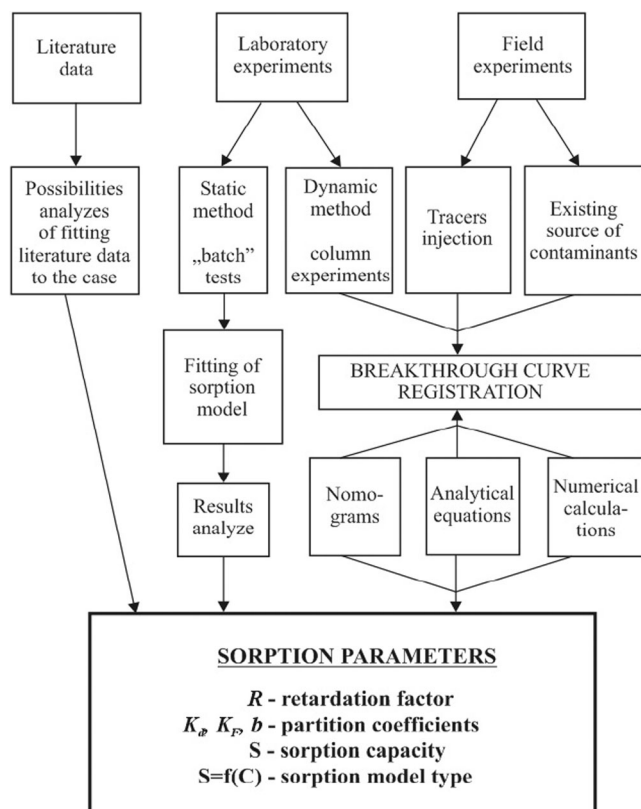 Literature
data
Laboratory
experiments
Field
experiments
Possibilities
analyzes
of fitting
literature data
to the case
Static
method
„batch”
tests
Dynamic
method
column
experiments
Tracers
injection
Existing
source of
contaminants
Fitting of
sorption
model
BREAKTHROUGH CURVE
REGISTRATION
Results
analyze
Nomo-
grams
Analytical
equations
Numerical
calcula-
tions
SORPTION PARAMETERS
R - retardation factor
Kd, KF, b - partition coefficients
S - sorption capacity
S=f(C) - sorption model type